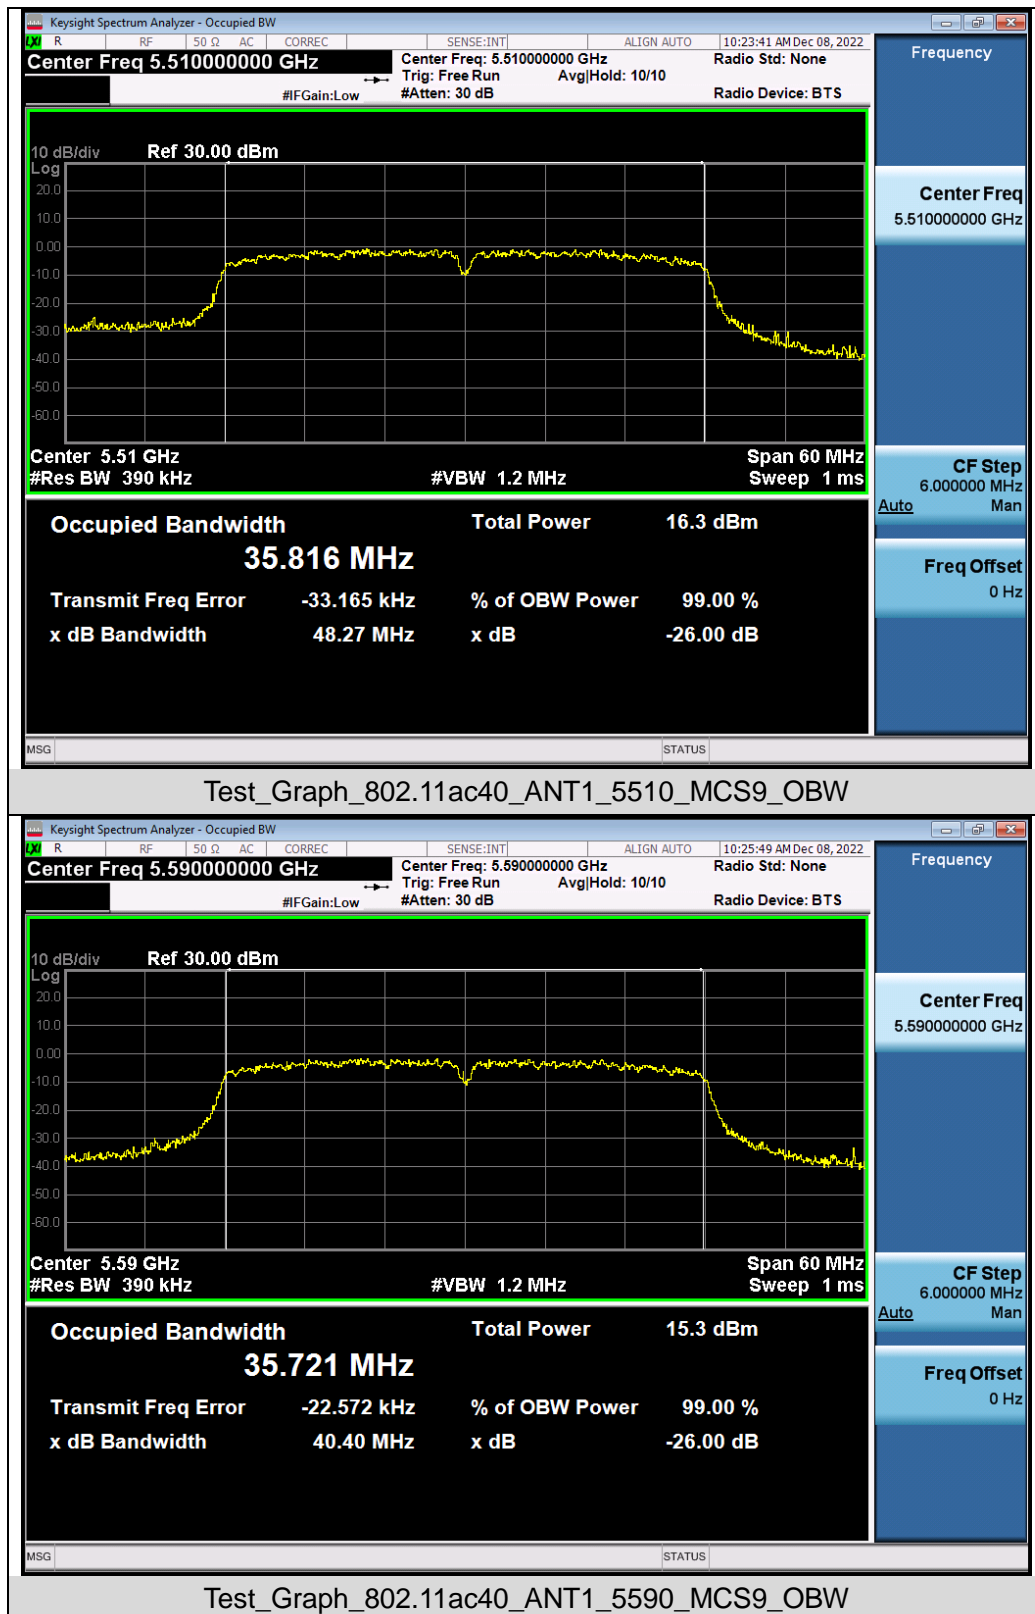 Keysight Spectrum Analyzer - Occupied BW
LXI R RF 50 Ω AC CORREC SENSE:INT ALIGN AUTO 10:23:41 AM Dec 08, 2022
Center Freq 5.510000000 GHz
Center Freq: 5.510000000 GHz Radio Std: None
Trig: Free Run Avg|Hold: 10/10
#IFGain:Low #Atten: 30 dB Radio Device: BTS
Frequency
10 dB/div Ref 30.00 dBm
Log
20.0
10.0
0.00
-10.0
-20.0
-30.0
-40.0
-50.0
-60.0
Center 5.51 GHz Span 60 MHz
#Res BW 390 kHz #VBW 1.2 MHz Sweep 1 ms
Center Freq
5.510000000 GHz
CF Step
6.000000 MHz
Auto Man
Freq Offset
0 Hz
Occupied Bandwidth Total Power 16.3 dBm
35.816 MHz
Transmit Freq Error -33.165 kHz % of OBW Power 99.00 %
x dB Bandwidth 48.27 MHz x dB -26.00 dB
MSG STATUS
Test_Graph_802.11ac40_ANT1_5510_MCS9_OBW
Keysight Spectrum Analyzer - Occupied BW
LXI R RF 50 Ω AC CORREC SENSE:INT ALIGN AUTO 10:25:49 AM Dec 08, 2022
Center Freq 5.590000000 GHz
Center Freq: 5.590000000 GHz Radio Std: None
Trig: Free Run Avg|Hold: 10/10
#IFGain:Low #Atten: 30 dB Radio Device: BTS
Frequency
10 dB/div Ref 30.00 dBm
Log
20.0
10.0
0.00
-10.0
-20.0
-30.0
-40.0
-50.0
-60.0
Center 5.59 GHz Span 60 MHz
#Res BW 390 kHz #VBW 1.2 MHz Sweep 1 ms
Center Freq
5.590000000 GHz
CF Step
6.000000 MHz
Auto Man
Freq Offset
0 Hz
Occupied Bandwidth Total Power 15.3 dBm
35.721 MHz
Transmit Freq Error -22.572 kHz % of OBW Power 99.00 %
x dB Bandwidth 40.40 MHz x dB -26.00 dB
MSG STATUS
Test_Graph_802.11ac40_ANT1_5590_MCS9_OBW